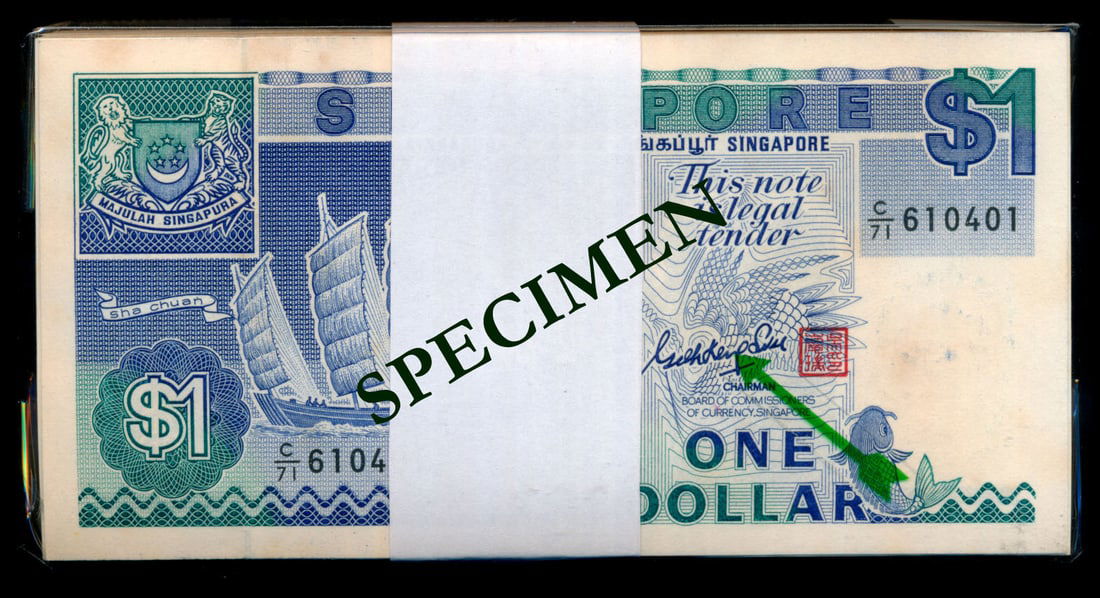 S PORE $1
ங்கப்பூர் SINGAPORE
MAJULAH SINGAPURA
This note
is legal
tender
C/71 610401
sha chuan
SPECIMEN
CHAIRMAN
BOARD OF COMMISSIONERS
OF CURRENCY, SINGAPORE
$1
ONE
C/71 6104
DOLLAR